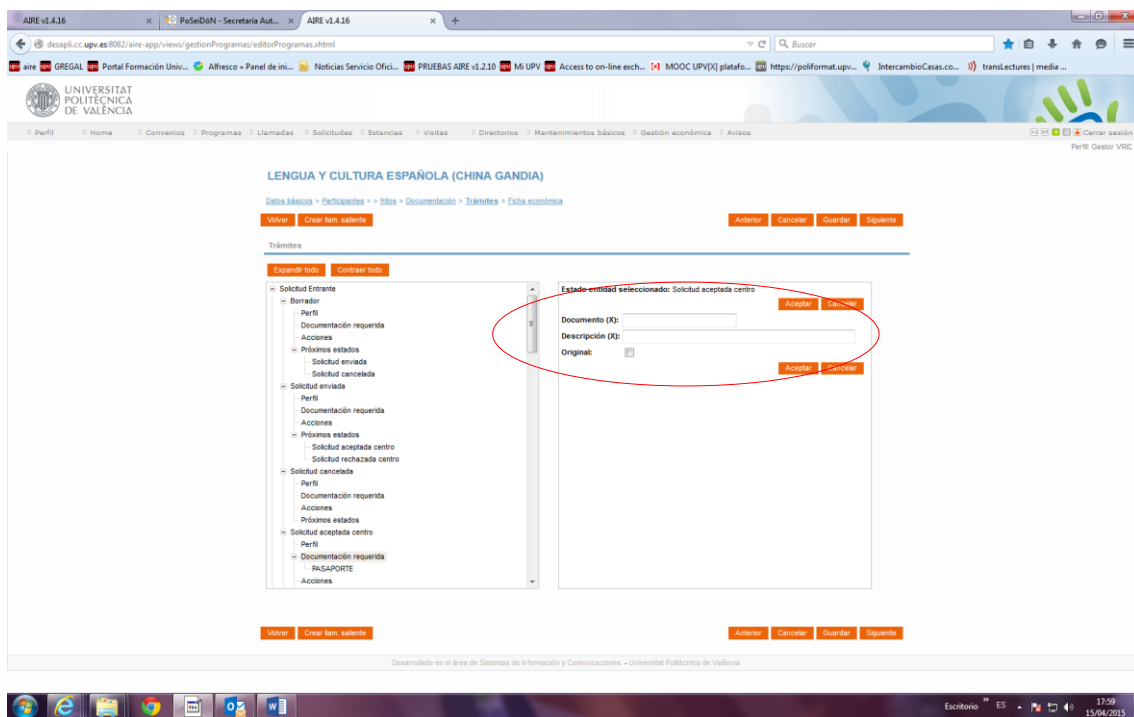 AIRE v1.4.16 × PoSeiDóN - Secretaría Aut... × AIRE v1.4.16 × +
desapli.cc.upv.es:8082/aire-app/views/gestionProgramas/editorProgramas.xhtml Buscar
aire GREGAL Portal Formación Univ... Alfresco » Panel de ini... Noticias Servicio Ofici... PRUEBAS AIRE v1.2.10 Mi UPV Access to on-line exch... MOOC UPV[X] platafo... https://poliformat.upv... IntercambioCasas.co... transLectures | media ...
UNIVERSITAT
POLITÈCNICA
DE VALÈNCIA
Perfil Home Convenios Programas Llamadas Solicitudes Estancias Visitas Directorios Mantenimientos básicos Gestión económica Avisos Cerrar sesión
Perfil: Gestor VRIC
LENGUA Y CULTURA ESPAÑOLA (CHINA GANDIA)
Datos básicos > Participantes > > Hitos > Documentación > Trámites > Ficha económica
Volver Crear llam. saliente Anterior Cancelar Guardar Siguiente
Trámites
Expandir todo Contraer todo
Solicitud Entrante
Borrador
Perfil
Documentación requerida
Acciones
Próximos estados
Solicitud enviada
Solicitud cancelada
Solicitud enviada
Perfil
Documentación requerida
Acciones
Próximos estados
Solicitud aceptada centro
Solicitud rechazada centro
Solicitud cancelada
Perfil
Documentación requerida
Acciones
Próximos estados
Solicitud aceptada centro
Perfil
Documentación requerida
PASAPORTE
Acciones
Estado entidad seleccionado: Solicitud aceptada centro
Aceptar Cancelar
Documento (X):
Descripción (X):
Original:
Aceptar Cancelar
Volver Crear llam. saliente Anterior Cancelar Guardar Siguiente
Desarrollado en el área de Sistemas de Información y Comunicaciones - Universitat Politècnica de València
Escritorio » ES 17:59
15/04/2015